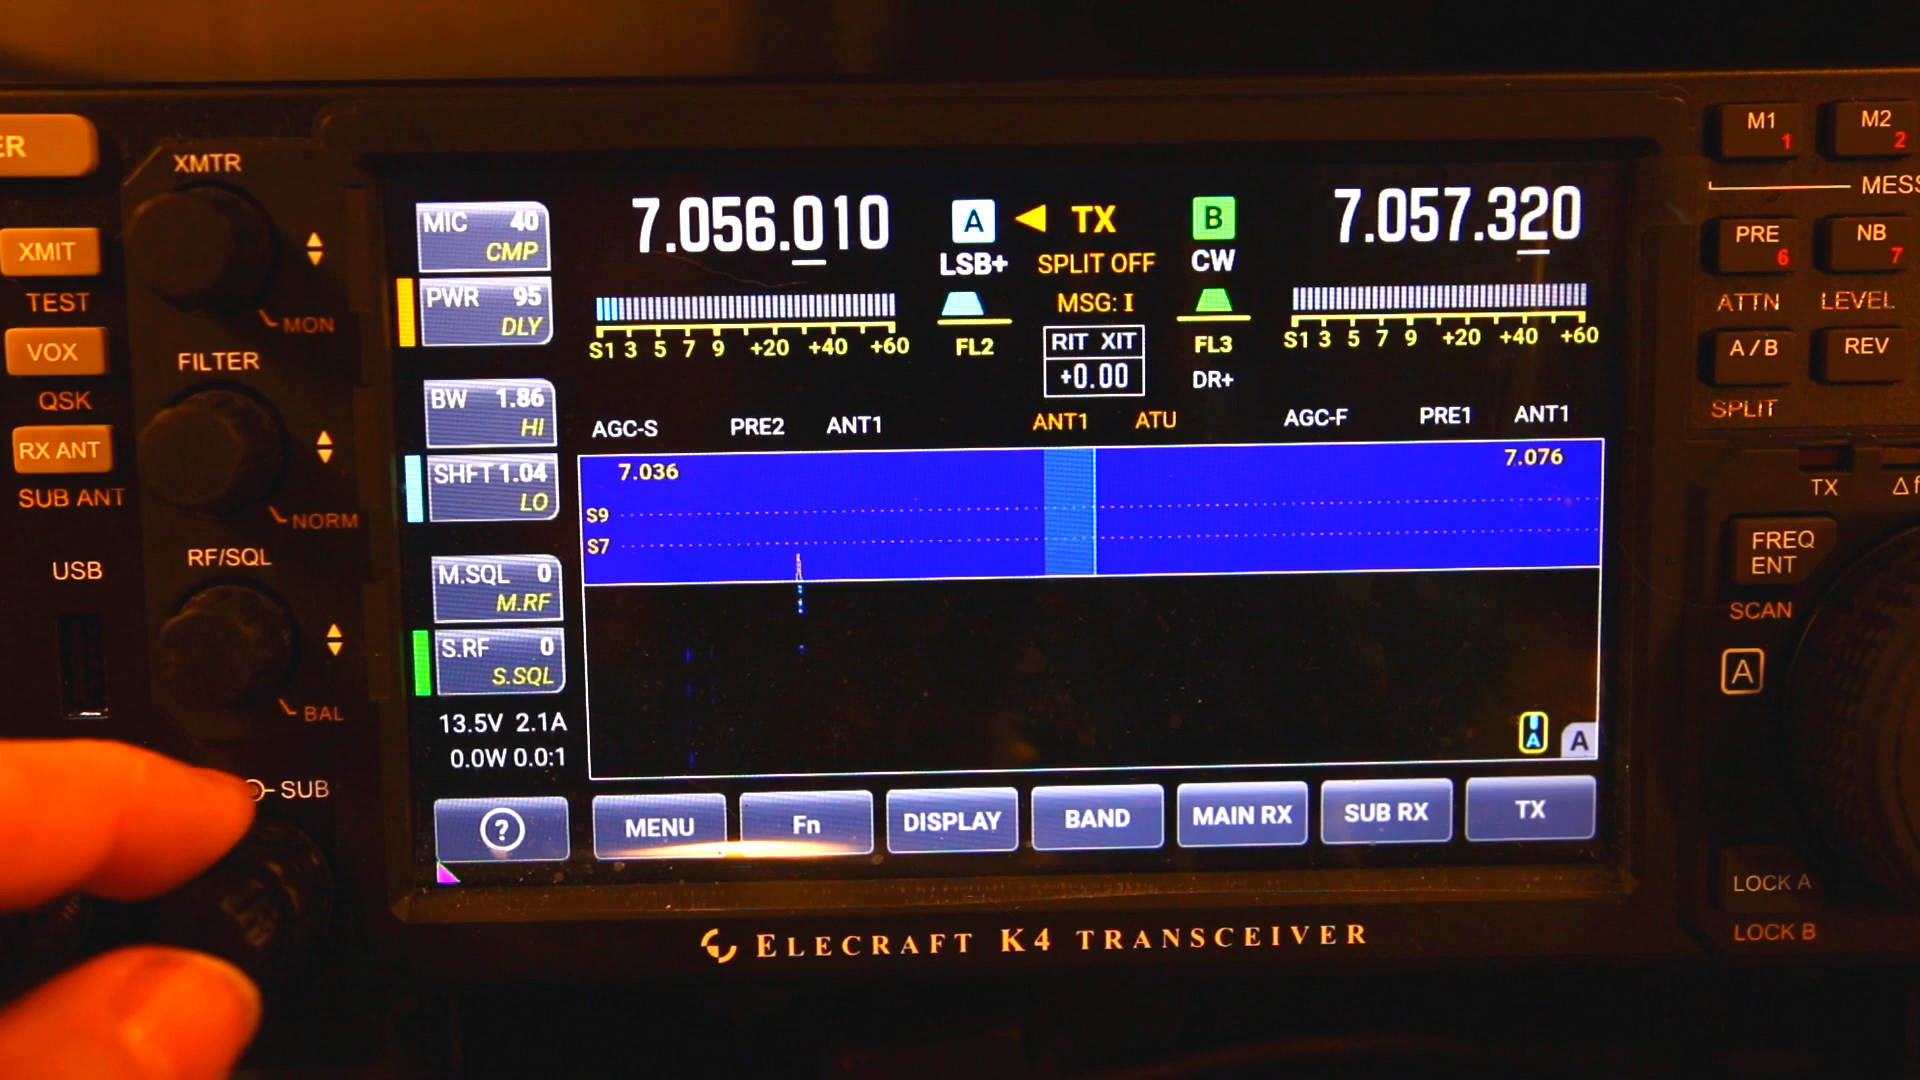 ER
XMIT
TEST
VOX
QSK
RX ANT
SUB ANT
USB
XMTR
MON
FILTER
NORM
RF/SQL
BAL
SUB
MIC 40
CMP
PWR 95
DLY
BW 1.86
HI
SHFT 1.04
LO
M.SQL 0
M.RF
S.RF 0
S.SQL
13.5V 2.1A
0.0W 0.0:1
7.056.010
A
TX
B
7.057.320
LSB+
SPLIT OFF
CW
MSG: I
S1 3 5 7 9 +20 +40 +60
FL2
RIT XIT
+0.00
FL3
DR+
S1 3 5 7 9 +20 +40 +60
AGC-S PRE2 ANT1
ANT1 ATU
AGC-F PRE1 ANT1
7.036
7.076
S9
S7
A
A
?
MENU
Fn
DISPLAY
BAND
MAIN RX
SUB RX
TX
ELECRAFT K4 TRANSCEIVER
M1 1
M2 2
MESS
PRE 6
NB 7
ATTN
LEVEL
A/B
REV
SPLIT
TX
Δf
FREQ
ENT
SCAN
A
LOCK A
LOCK B